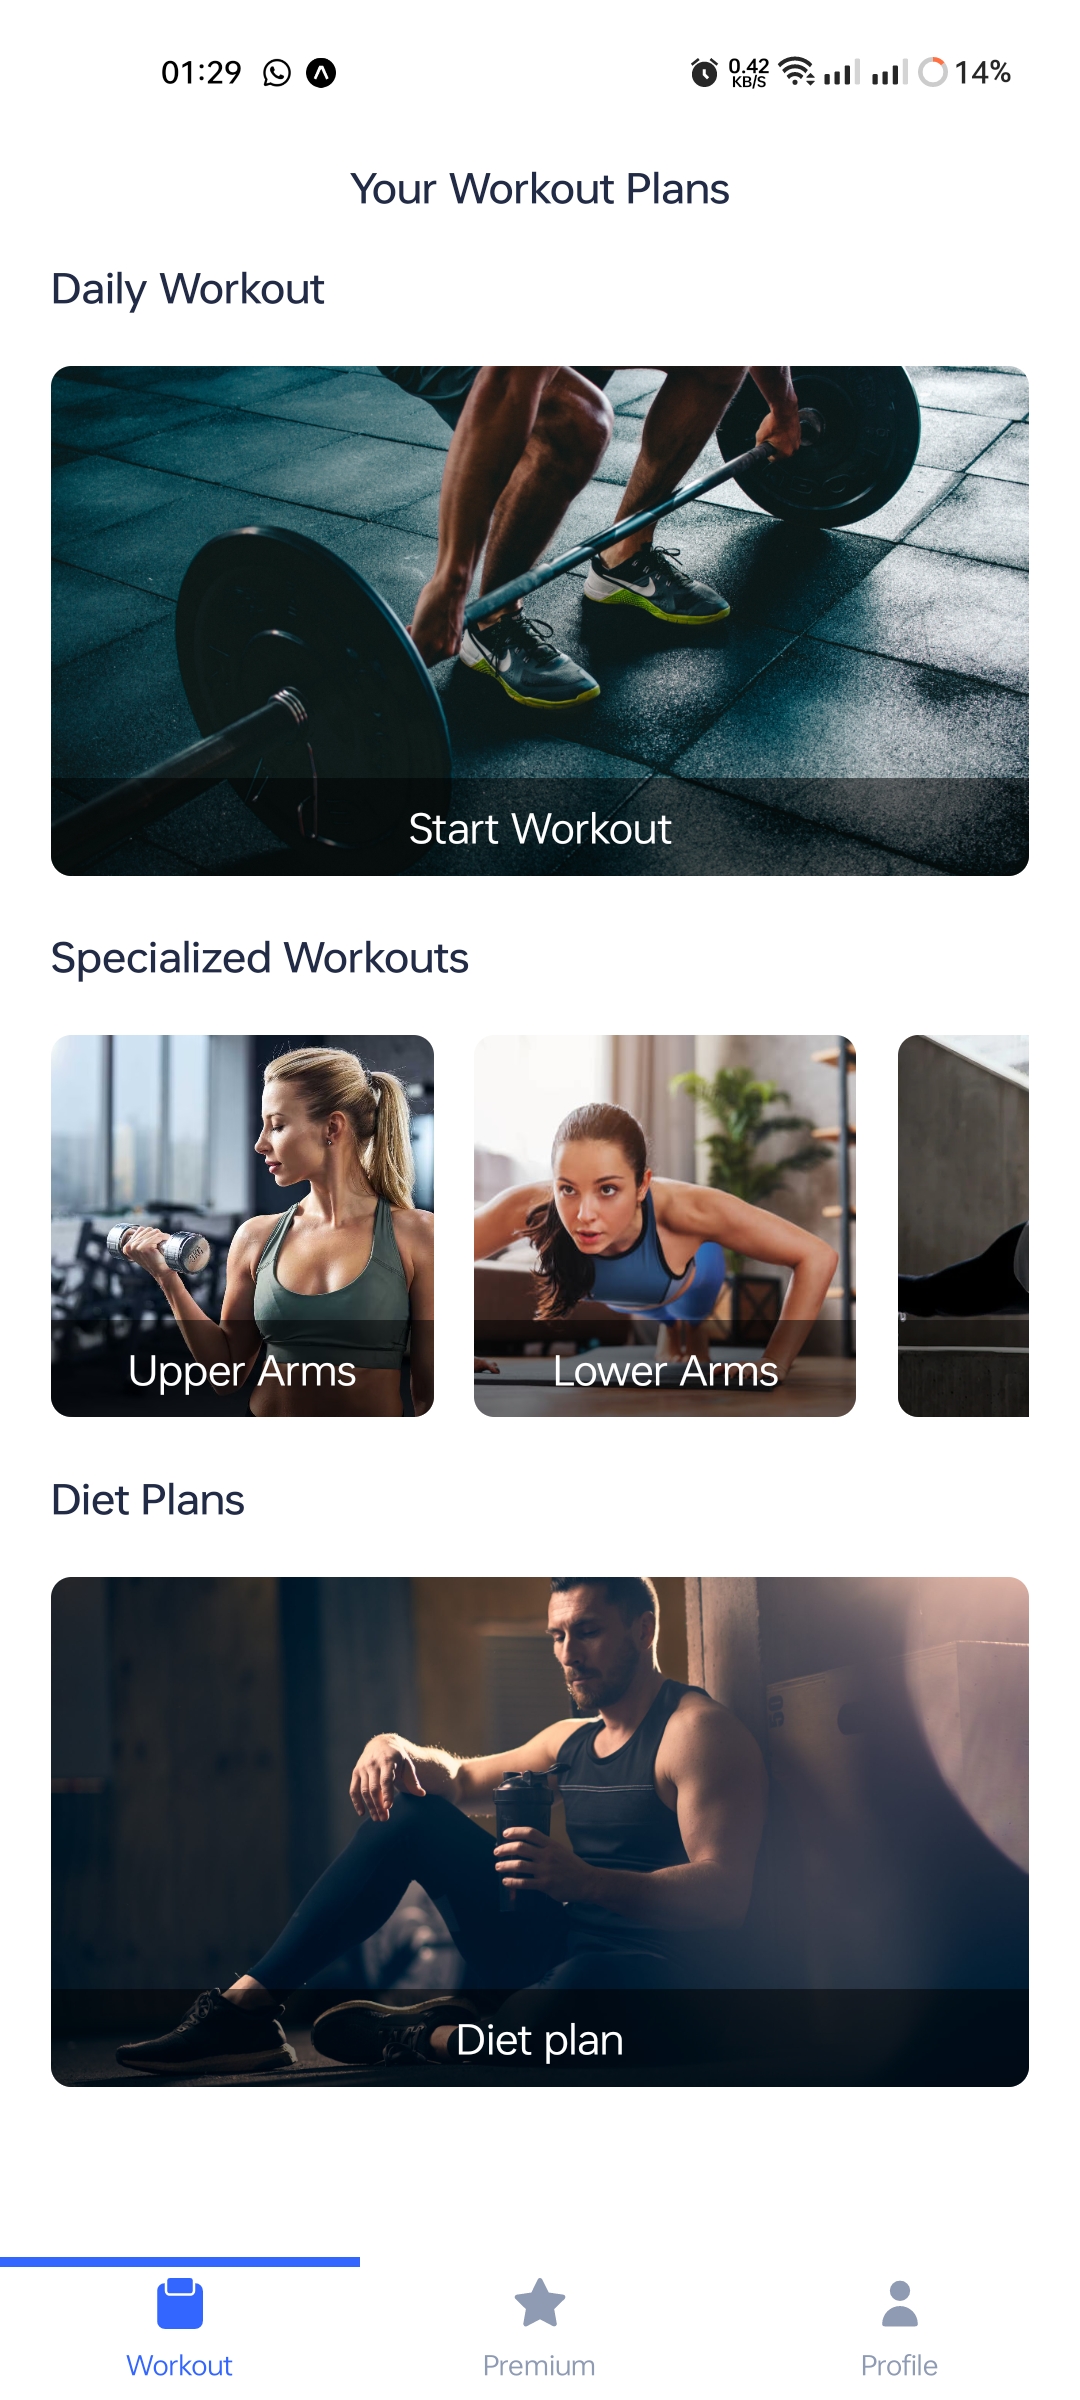 01:29
0.42
KB/S
14%
Your Workout Plans
Daily Workout
Start Workout
Specialized Workouts
Upper Arms
Lower Arms
Diet Plans
50
Diet plan
Workout
Premium
Profile